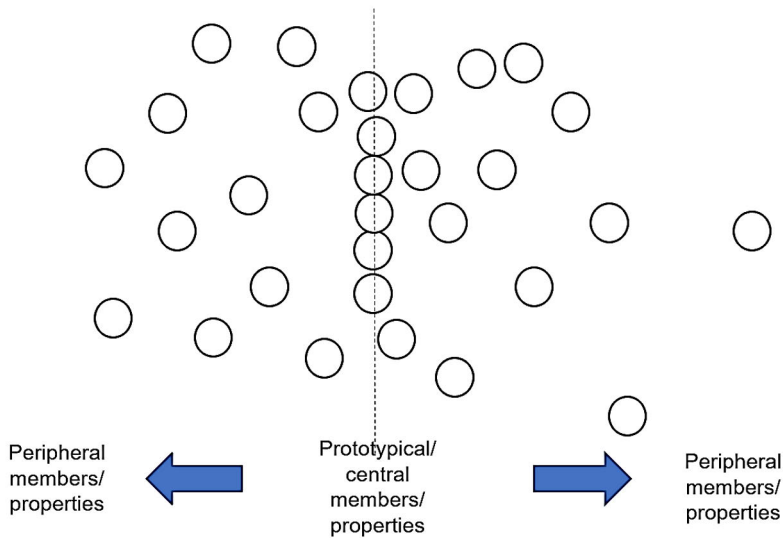 Peripheral
members/
properties
Prototypical/
central
members/
properties
Peripheral
members/
properties